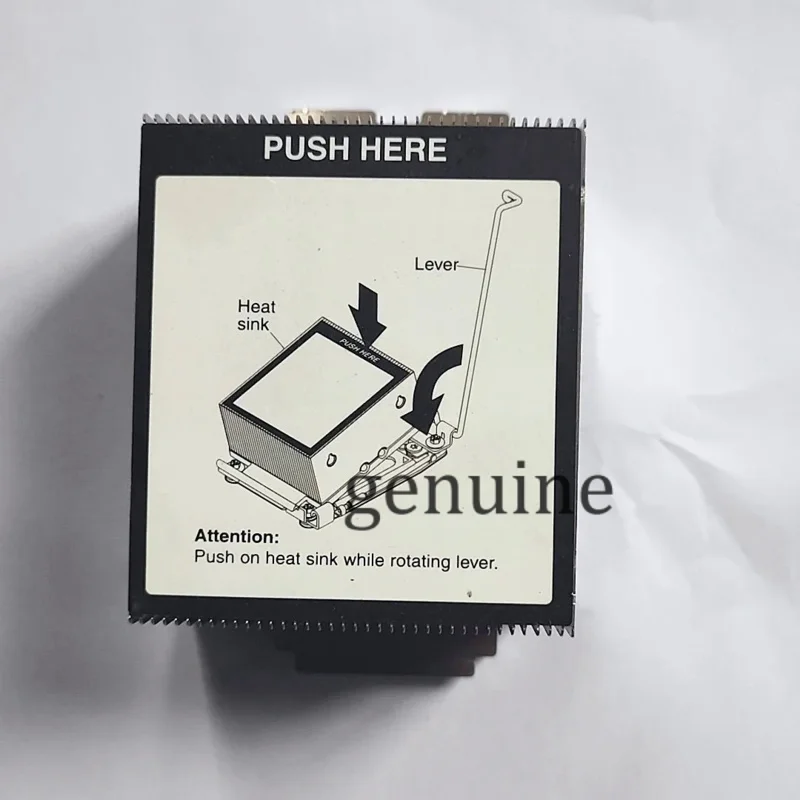 PUSH HERE
Lever
Heat
sink
PUSH HERE
genuine
Attention:
Push on heat sink while rotating lever.